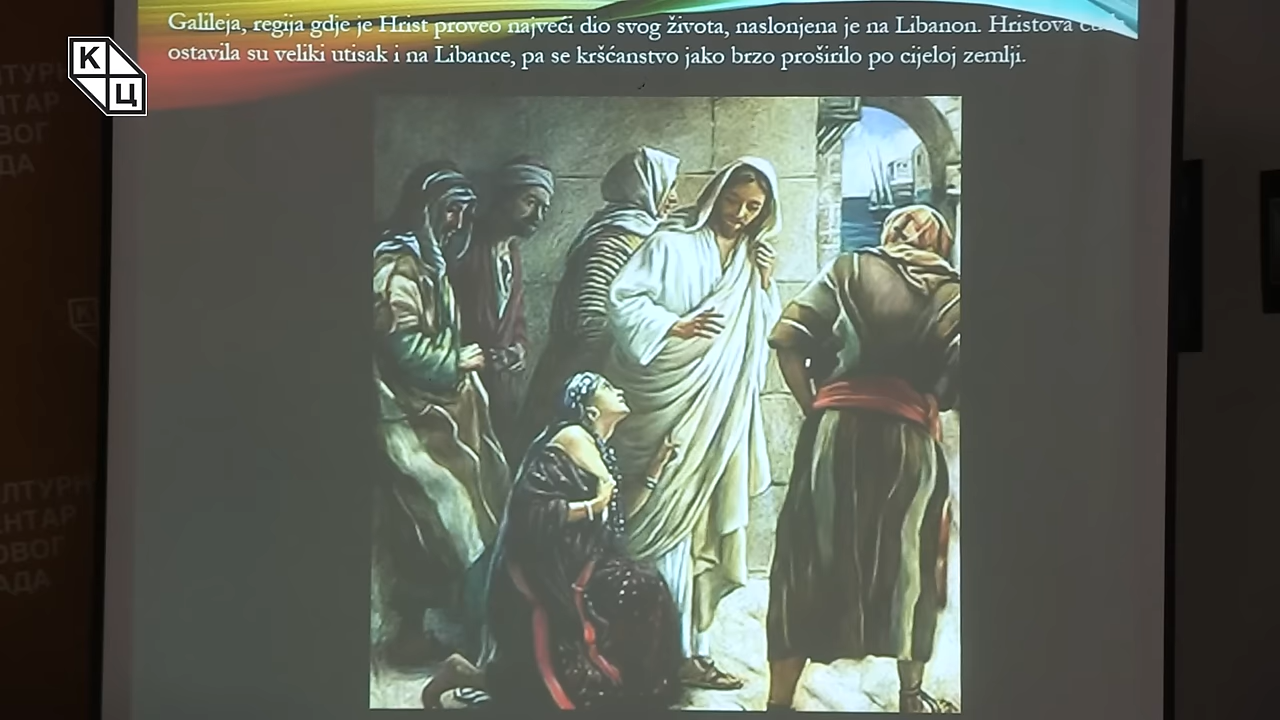 Galileja, regija gdje je Hrist proveo najveći dio svog života, naslonjena je na Libanon. Hristova
ostavila su veliki utisak i na Libance, pa se kršćanstvo jako brzo proširilo po cijeloj zemlji.
К
Ц